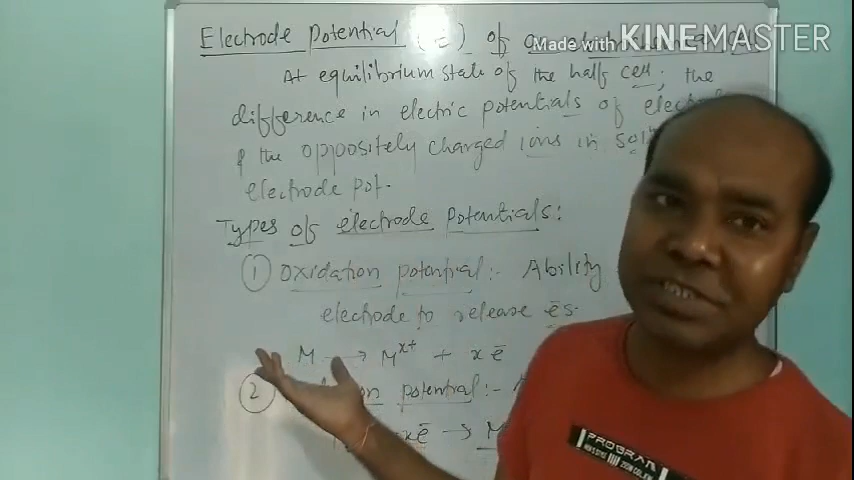 Electrode Potential (E) of
Made with KINEMASTER
At equilibrium state of the half cell, the
difference in electric potentials of
& the oppositely charged ions in
electrode pot.
Types of electrode potentials:
① Oxidation potential:- Ability
electrode to release ēs.
M → M^x+ + xē
② potential:-
xē → M
PROGRAM